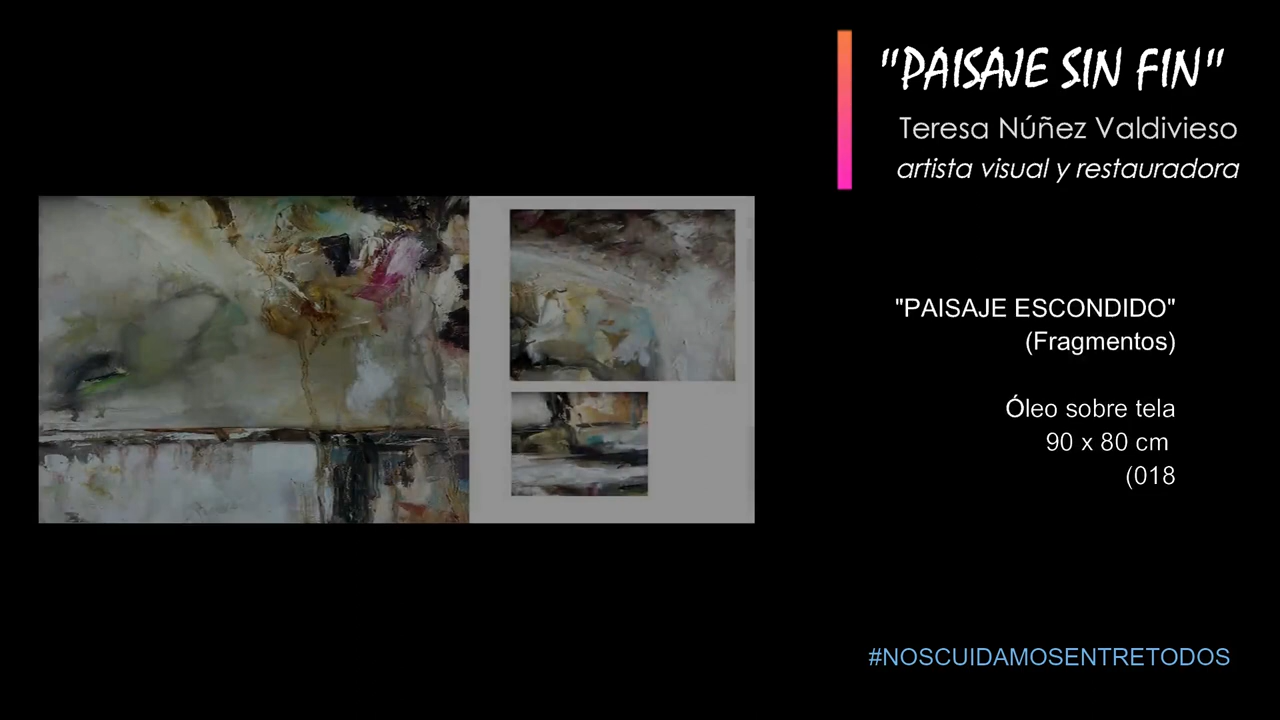 "PAISAJE SIN FIN"
Teresa Núñez Valdivieso
artista visual y restauradora
"PAISAJE ESCONDIDO"
(Fragmentos)
Óleo sobre tela
90 x 80 cm
(018
#NOSCUIDAMOSENTRETODOS